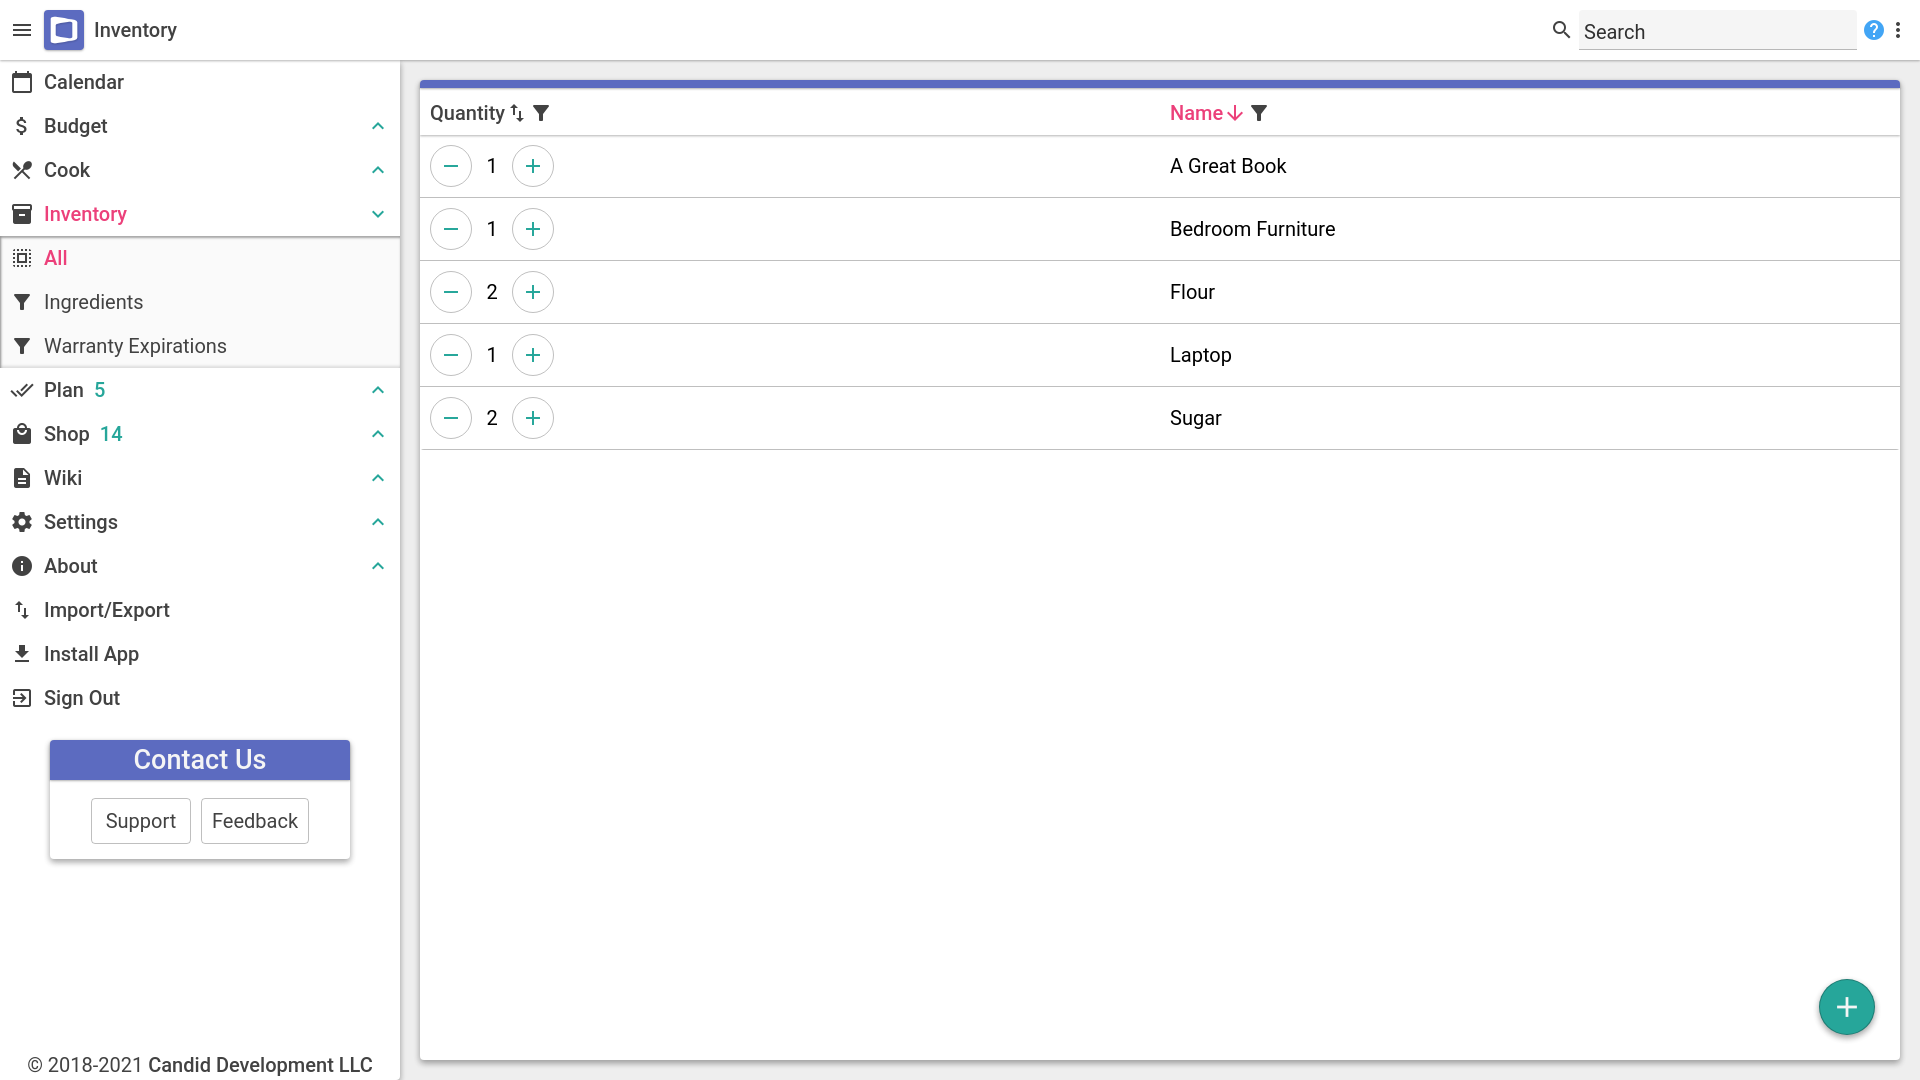 Inventory
Search
Calendar
Budget
Cook
Inventory
All
Ingredients
Warranty Expirations
Plan 5
Shop 14
Wiki
Settings
About
Import/Export
Install App
Sign Out
Contact Us
Support Feedback
© 2018-2021 Candid Development LLC
Quantity Name
1 A Great Book
1 Bedroom Furniture
2 Flour
1 Laptop
2 Sugar